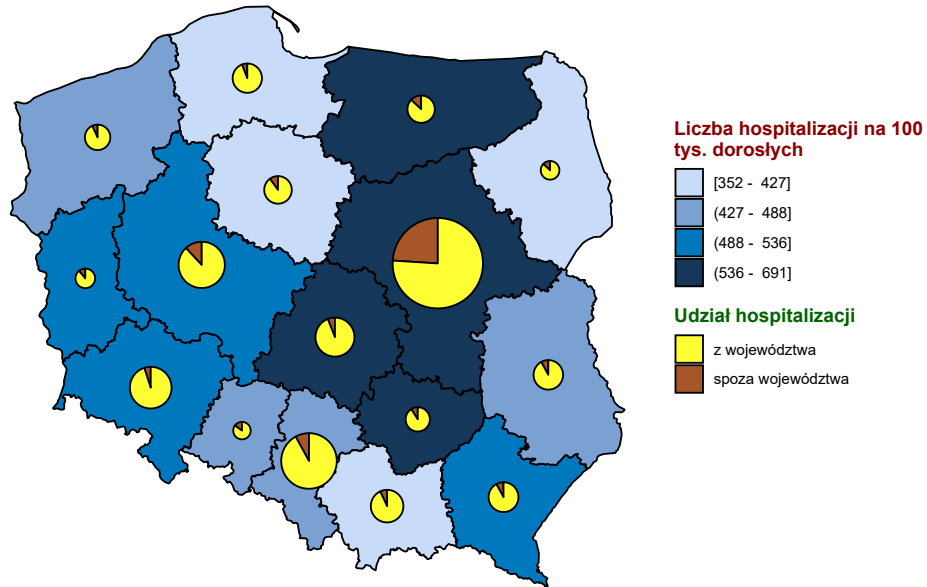 Liczba hospitalizacji na 100
tys. dorosłych
[352 - 427]
(427 - 488]
(488 - 536]
(536 - 691]
Udział hospitalizacji
z województwa
spoza województwa